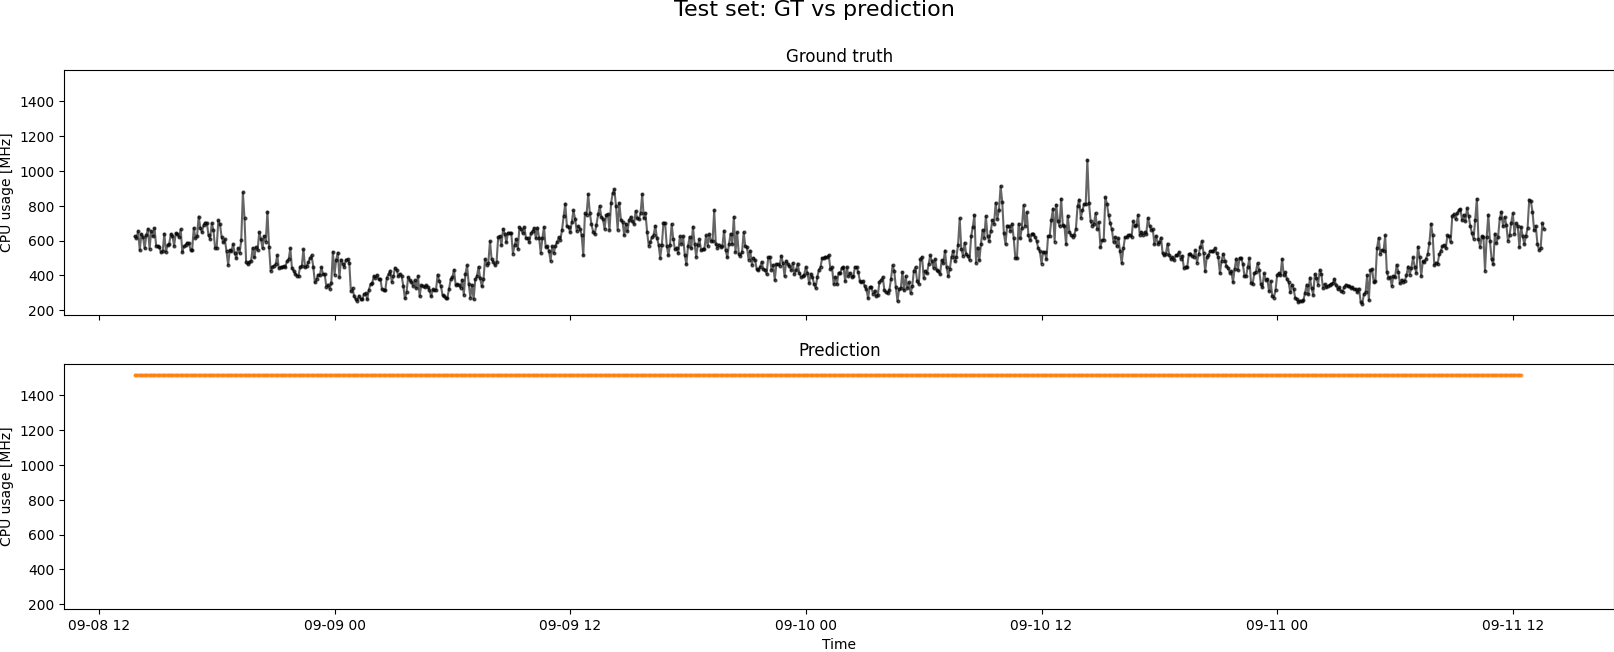 Test set: GT vs prediction
Ground truth
CPU usage [MHz]
1400
1200
1000
800
600
400
200
Prediction
CPU usage [MHz]
1400
1200
1000
800
600
400
200
09-08 12 09-09 00 09-09 12 09-10 00 09-10 12 09-11 00 09-11 12
Time